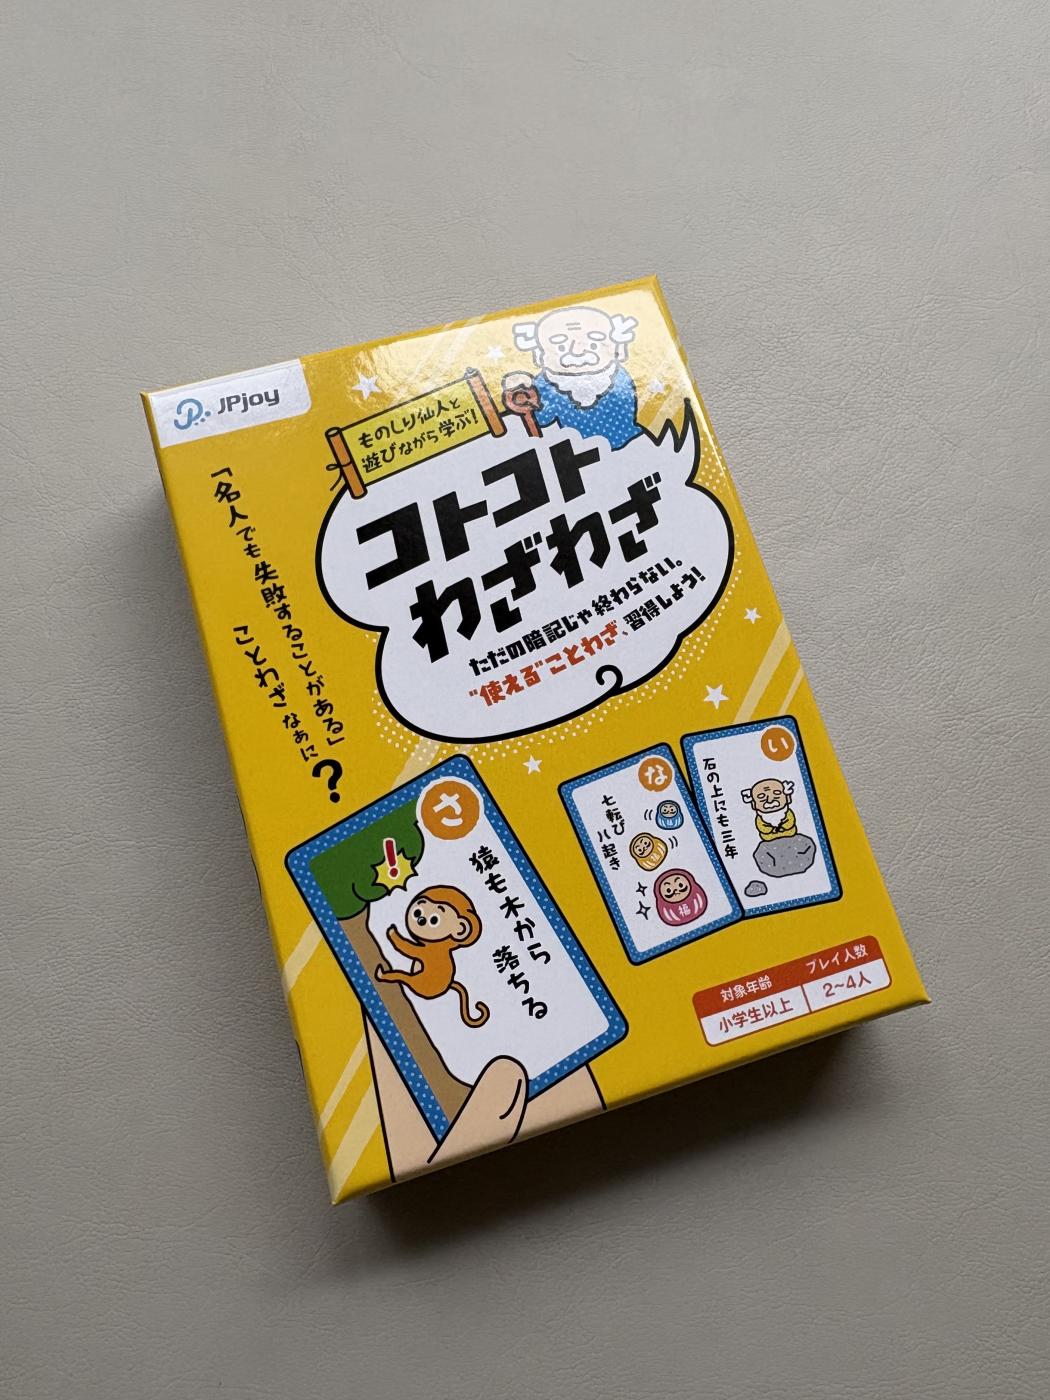 JPjoy
ものしり仙人と
遊びながら学ぶ!
こ と
コトコト
わざわざ
ただの暗記じゃ終わらない。
"使える"ことわざ、習得しよう!
「名人でも失敗することがある」
ことわざなぁに?
さ
猿も木から
落ちる
な
七転び
八起き
福
い
石の上にも三年
対象年齢
小学生以上
プレイ人数
2~4人